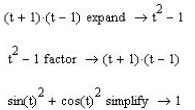 (t + 1)·(t − 1) expand → t² − 1
t² − 1 factor → (t + 1)·(t − 1)
sin(t)² + cos(t)² simplify → 1